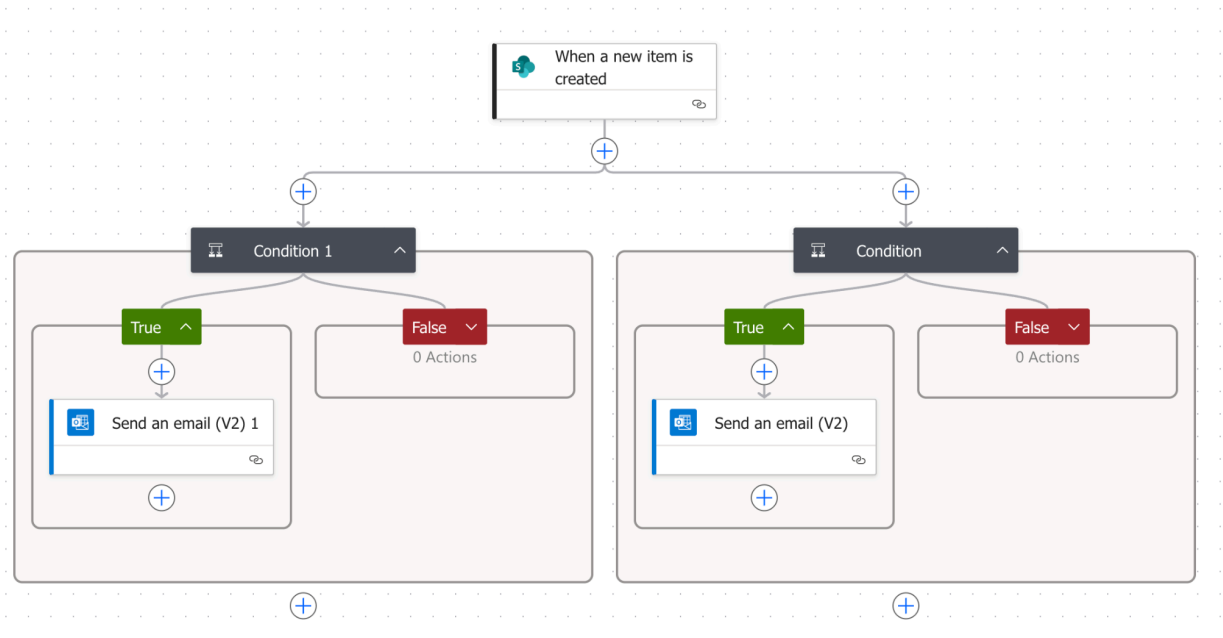 When a new item is
created
Condition 1
Condition
True
False
True
False
0 Actions
0 Actions
Send an email (V2) 1
Send an email (V2)